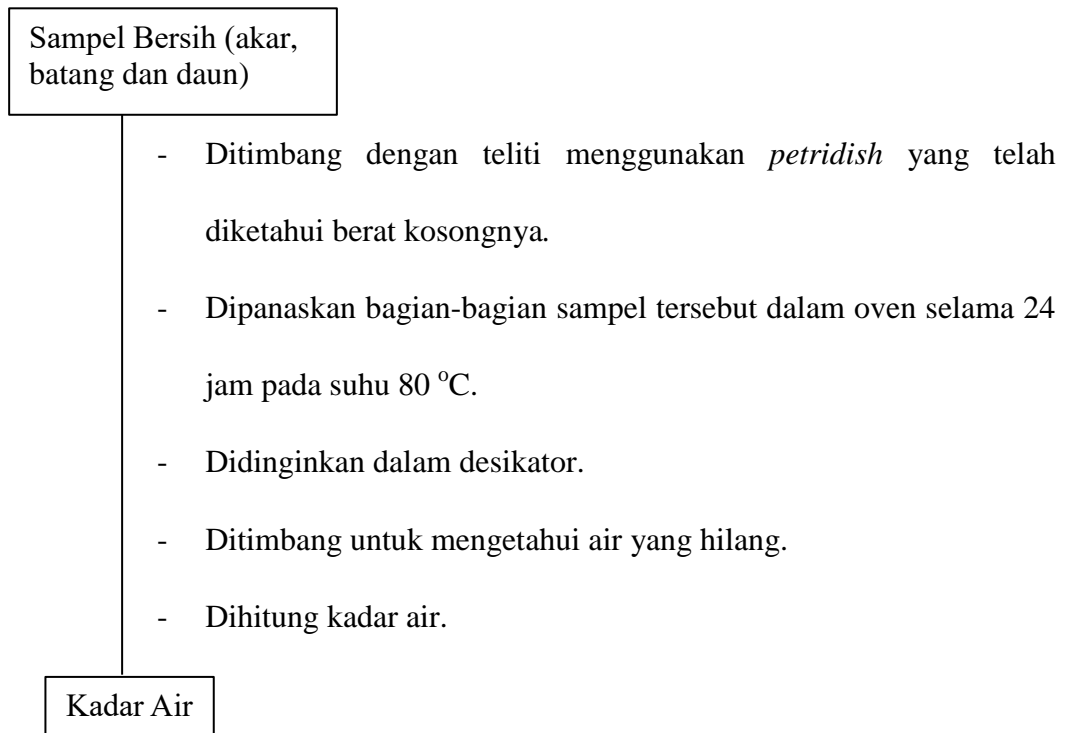 Sampel Bersih (akar,
batang dan daun)
- Ditimbang dengan teliti menggunakan petridish yang telah
diketahui berat kosongnya.
- Dipanaskan bagian-bagian sampel tersebut dalam oven selama 24
jam pada suhu 80 °C.
- Didinginkan dalam desikator.
- Ditimbang untuk mengetahui air yang hilang.
- Dihitung kadar air.
Kadar Air